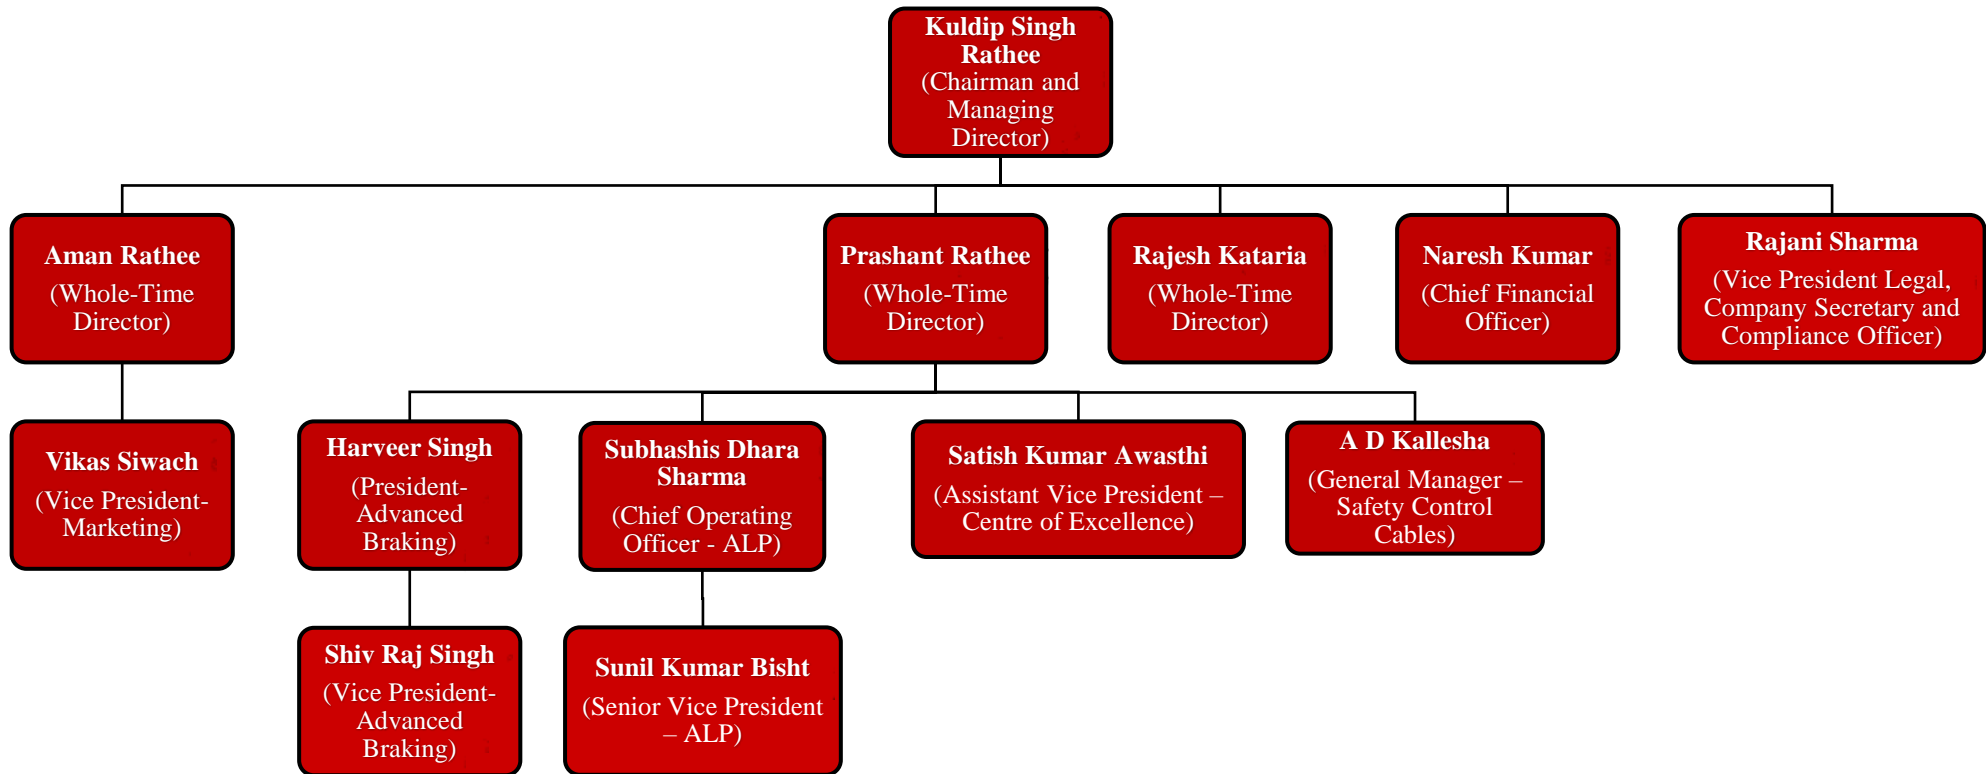 Kuldip Singh
Rathee
(Chairman and
Managing
Director)
Aman Rathee
(Whole-Time
Director)
Prashant Rathee
(Whole-Time
Director)
Rajesh Kataria
(Whole-Time
Director)
Naresh Kumar
(Chief Financial
Officer)
Rajani Sharma
(Vice President Legal,
Company Secretary and
Compliance Officer)
Vikas Siwach
(Vice President-
Marketing)
Harveer Singh
(President-
Advanced
Braking)
Subhashis Dhara
Sharma
(Chief Operating
Officer - ALP)
Satish Kumar Awasthi
(Assistant Vice President –
Centre of Excellence)
A D Kallesha
(General Manager –
Safety Control
Cables)
Shiv Raj Singh
(Vice President-
Advanced
Braking)
Sunil Kumar Bisht
(Senior Vice President
– ALP)